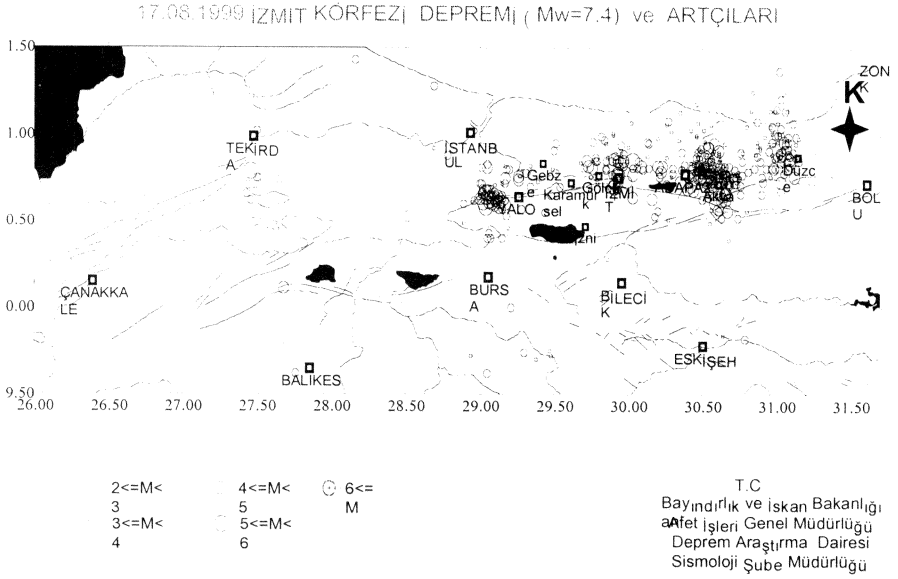 17.08.1999 İZMİT KÖRFEZİ DEPREMİ ( Mw=7.4) ve ARTÇILARI
1.50
ZON
K
K
1.00
TEKİRD
A
İSTANB
UL
Gebz
e
Karamür
sel
Gölc
k
İZMİ
T
Düzc
e
0.50
YALO
BOL
U
İzni
ÇANAKKA
LE
0.00
BURS
A
BİLECİ
K
ESKİŞEH
BALIKES
9.50
26.00 26.50 27.00 27.50 28.00 28.50 29.00 29.50 30.00 30.50 31.00 31.50
2<=M<
3
4<=M<
5
6<=
M
3<=M<
4
5<=M<
6
T.C
Bayındırlık ve İskan Bakanlığı
Afet İşleri Genel Müdürlüğü
Deprem Araştırma Dairesi
Sismoloji Şube Müdürlüğü